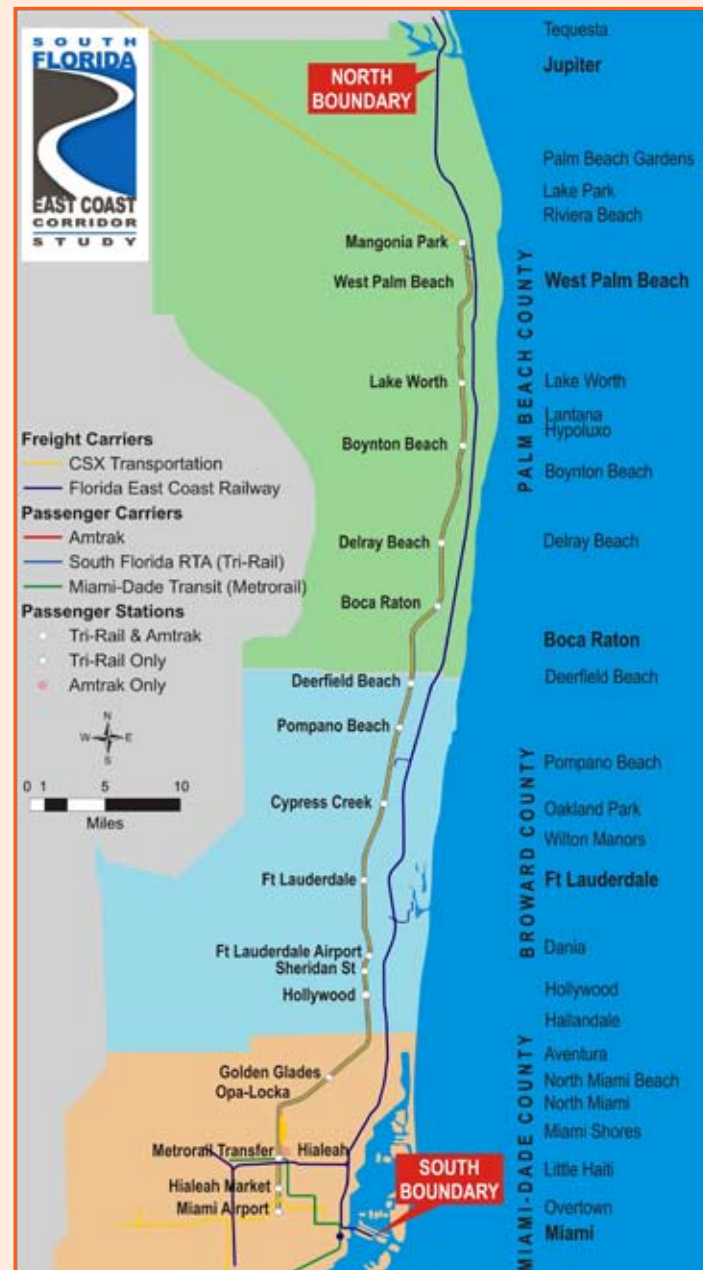 SOUTH
FLORIDA
EAST COAST
CORRIDOR
STUDY
NORTH
BOUNDARY
Tequesta
Jupiter
Palm Beach Gardens
Lake Park
Riviera Beach
West Palm Beach
Lake Worth
Lantana
Hypoluxo
Boynton Beach
Delray Beach
Boca Raton
Deerfield Beach
Pompano Beach
Oakland Park
Wilton Manors
Ft Lauderdale
Dania
Hollywood
Hallandale
Aventura
North Miami Beach
North Miami
Miami Shores
Little Haiti
Overtown
Miami
PALM BEACH COUNTY
BROWARD COUNTY
MIAMI-DADE COUNTY
Mangonia Park
West Palm Beach
Lake Worth
Boynton Beach
Delray Beach
Boca Raton
Deerfield Beach
Pompano Beach
Cypress Creek
Ft Lauderdale
Ft Lauderdale Airport
Sheridan St
Hollywood
Golden Glades
Opa-Locka
Metrorail Transfer
Hialeah
Hialeah Market
Miami Airport
SOUTH
BOUNDARY
Freight Carriers
CSX Transportation
Florida East Coast Railway
Passenger Carriers
Amtrak
South Florida RTA (Tri-Rail)
Miami-Dade Transit (Metrorail)
Passenger Stations
Tri-Rail & Amtrak
Tri-Rail Only
Amtrak Only
N
W E
S
0 1 5 10
Miles